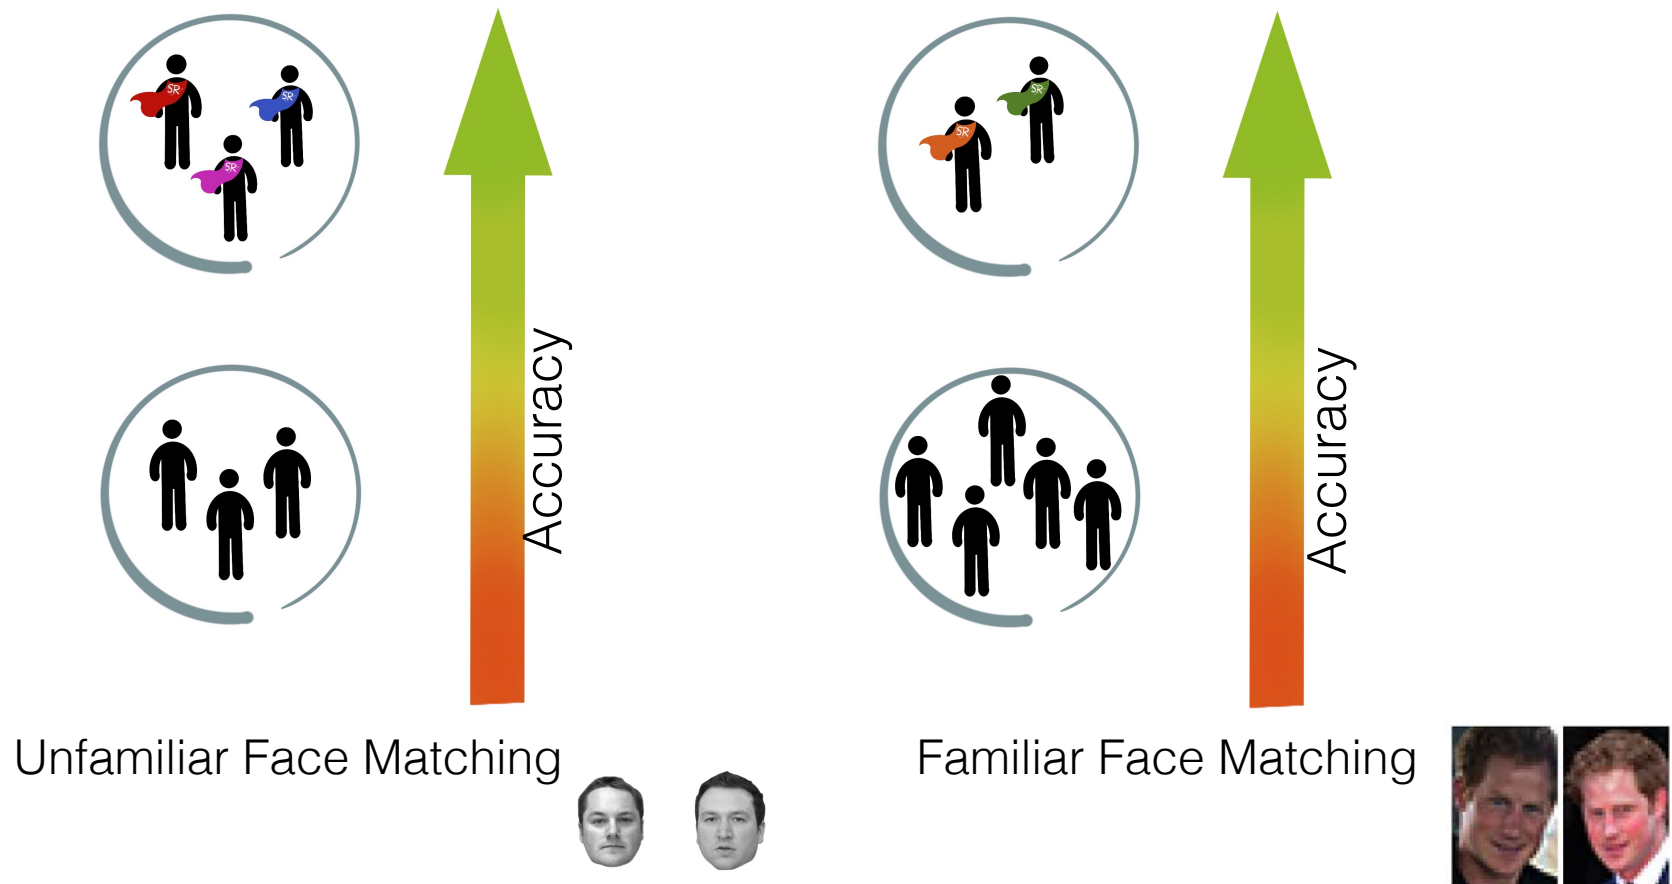 SR
SR
SR
SR
SR
Accuracy
Accuracy
Unfamiliar Face Matching
Familiar Face Matching